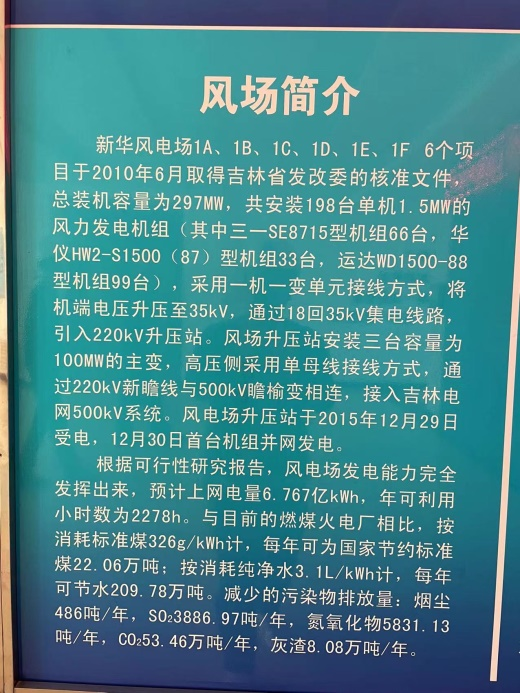 风场简介
新华风电场1A、1B、1C、1D、1E、1F 6个项
目于2010年6月取得吉林省发改委的核准文件，
总装机容量为297MW，共安装198台单机1.5MW的
风力发电机组（其中三一SE8715型机组66台，华
仪HW2-S1500（87）型机组33台，运达WD1500-88
型机组99台），采用一机一变单元接线方式，将
机端电压升压至35kV，通过18回35kV集电线路，
引入220kV升压站。风场升压站安装三台容量为
100MW的主变，高压侧采用单母线接线方式，通
过220kV新瞻线与500kV瞻榆变相连，接入吉林电
网500kV系统。风电场升压站于2015年12月29日
受电，12月30日首台机组并网发电。
根据可行性研究报告，风电场发电能力完全
发挥出来，预计上网电量6.767亿kWh，年可利用
小时数为2278h。与目前的燃煤火电厂相比，按
消耗标准煤326g/kWh计，每年可为国家节约标准
煤22.06万吨；按消耗纯净水3.1L/kWh计，每年
可节水209.78万吨。减少的污染物排放量：烟尘
486吨/年，SO₂3886.97吨/年，氮氧化物5831.13
吨/年，CO₂53.46万吨/年，灰渣8.08万吨/年。